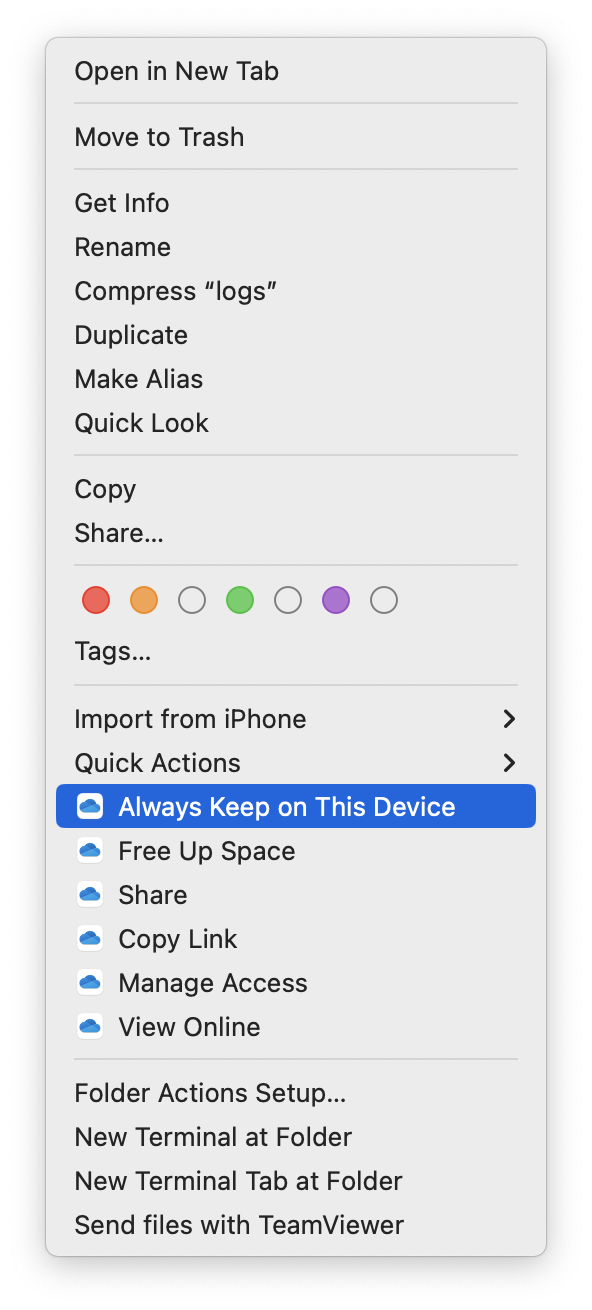 Open in New Tab
Move to Trash
Get Info
Rename
Compress “logs”
Duplicate
Make Alias
Quick Look
Copy
Share...
Tags...
Import from iPhone
Quick Actions
Always Keep on This Device
Free Up Space
Share
Copy Link
Manage Access
View Online
Folder Actions Setup...
New Terminal at Folder
New Terminal Tab at Folder
Send files with TeamViewer